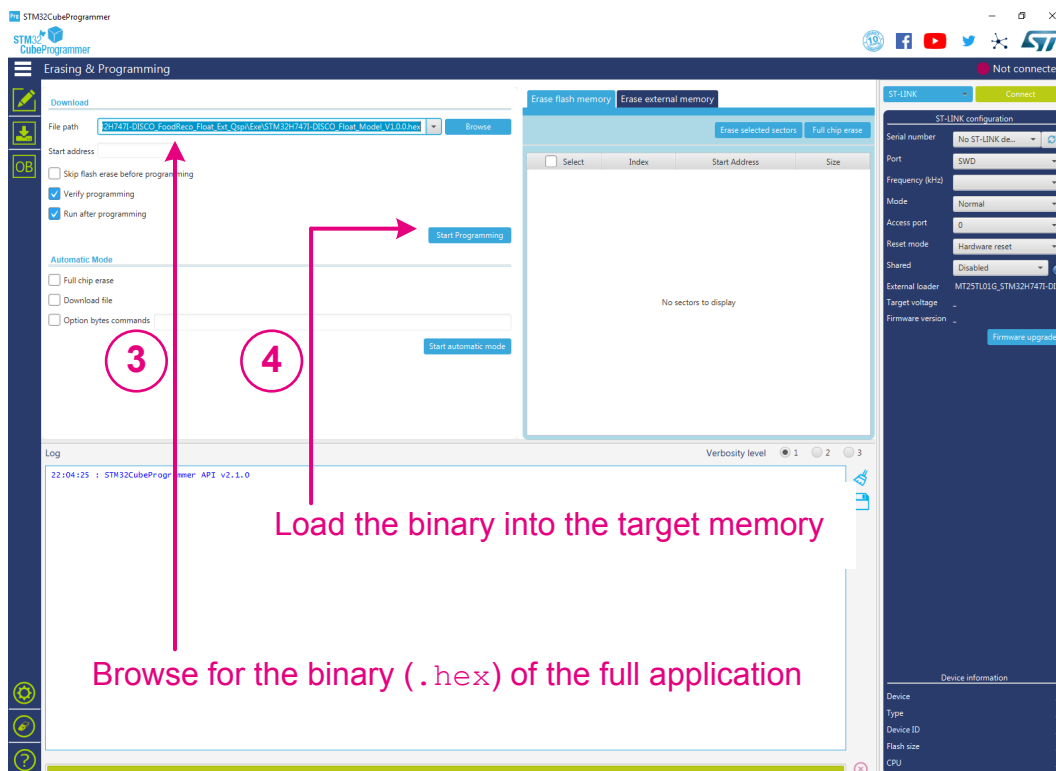 Prg STM32CubeProgrammer
STM32
CubeProgrammer
10
Erasing & Programming
Not connecte
Download
File path 2H747I-DISCO_FoodReco_Float_Ext_Qspi\Exe\STM32H747I-DISCO_Float_Model_V1.0.0.hex Browse
Start address
Skip flash erase before programming
Verify programming
Run after programming
Start Programming
Automatic Mode
Full chip erase
Download file
Option bytes commands
Start automatic mode
3
4
OB
Erase flash memory Erase external memory
Erase selected sectors Full chip erase
Select Index Start Address Size
No sectors to display
ST-LINK Connect
ST-LINK configuration
Serial number No ST-LINK de...
Port SWD
Frequency (kHz)
Mode Normal
Access port 0
Reset mode Hardware reset
Shared Disabled
External loader MT25TL01G_STM32H747I-DI
Target voltage _
Firmware version _
Firmware upgrade
Log Verbosity level 1 2 3
22:04:25 : STM32CubeProgrammer API v2.1.0
Load the binary into the target memory
Browse for the binary (.hex) of the full application
Device information
Device
Type
Device ID
Flash size
CPU